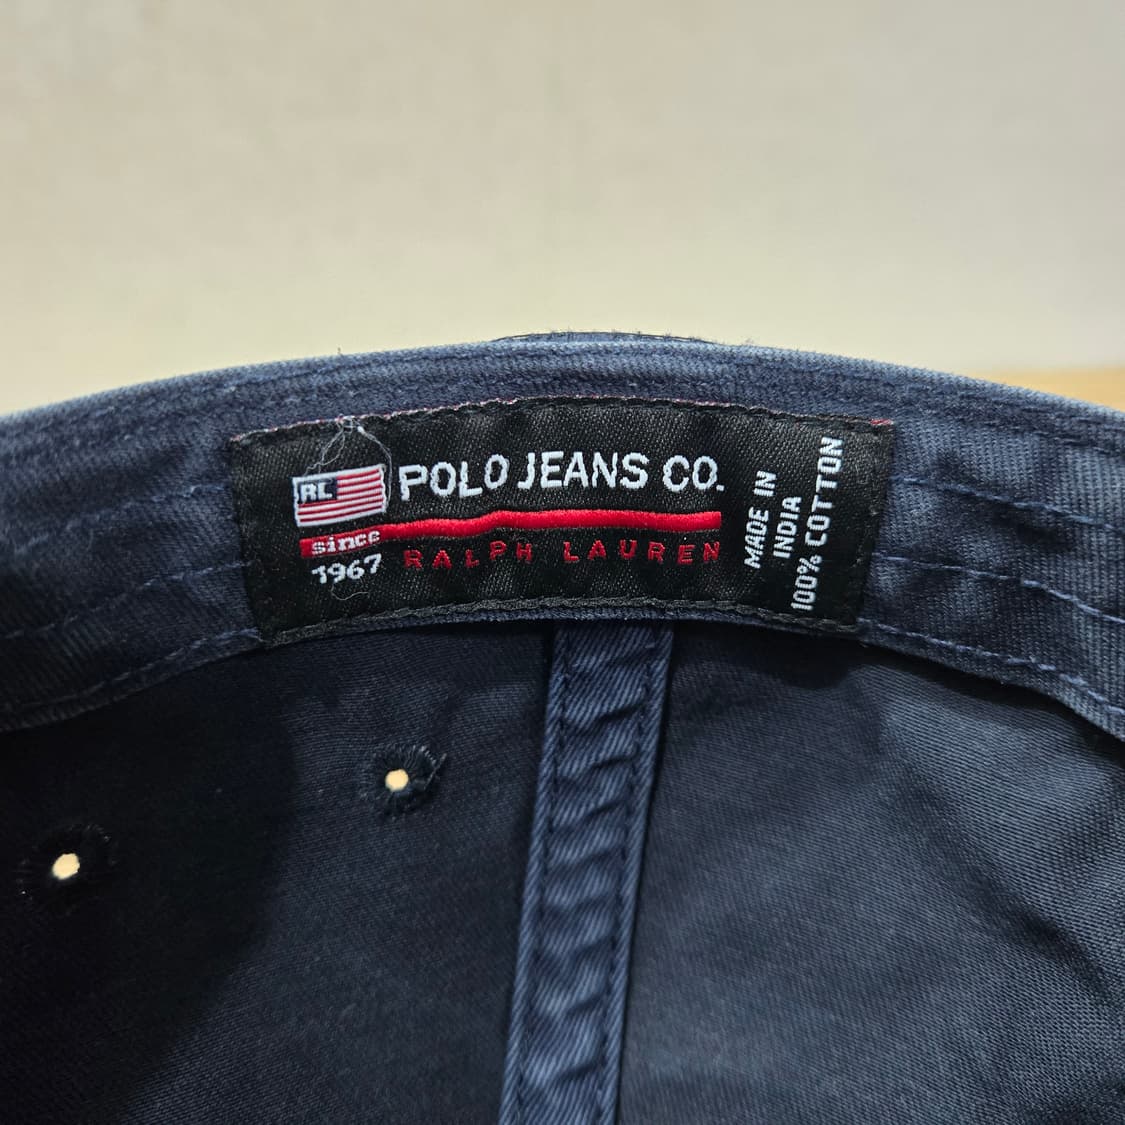 RL
POLO JEANS CO.
since
1967
RALPH LAUREN
MADE IN
INDIA
100% COTTON